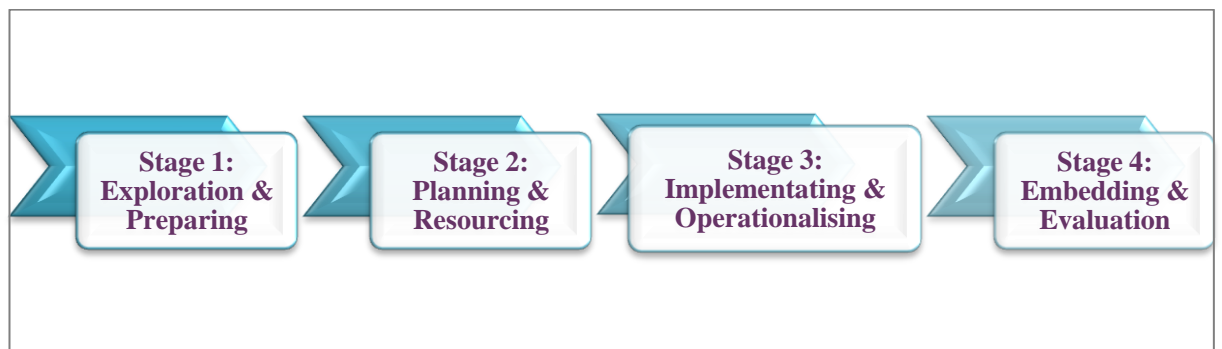 Stage 1:
Exploration &
Preparing
Stage 2:
Planning &
Resourcing
Stage 3:
Implementating &
Operationalising
Stage 4:
Embedding &
Evaluation